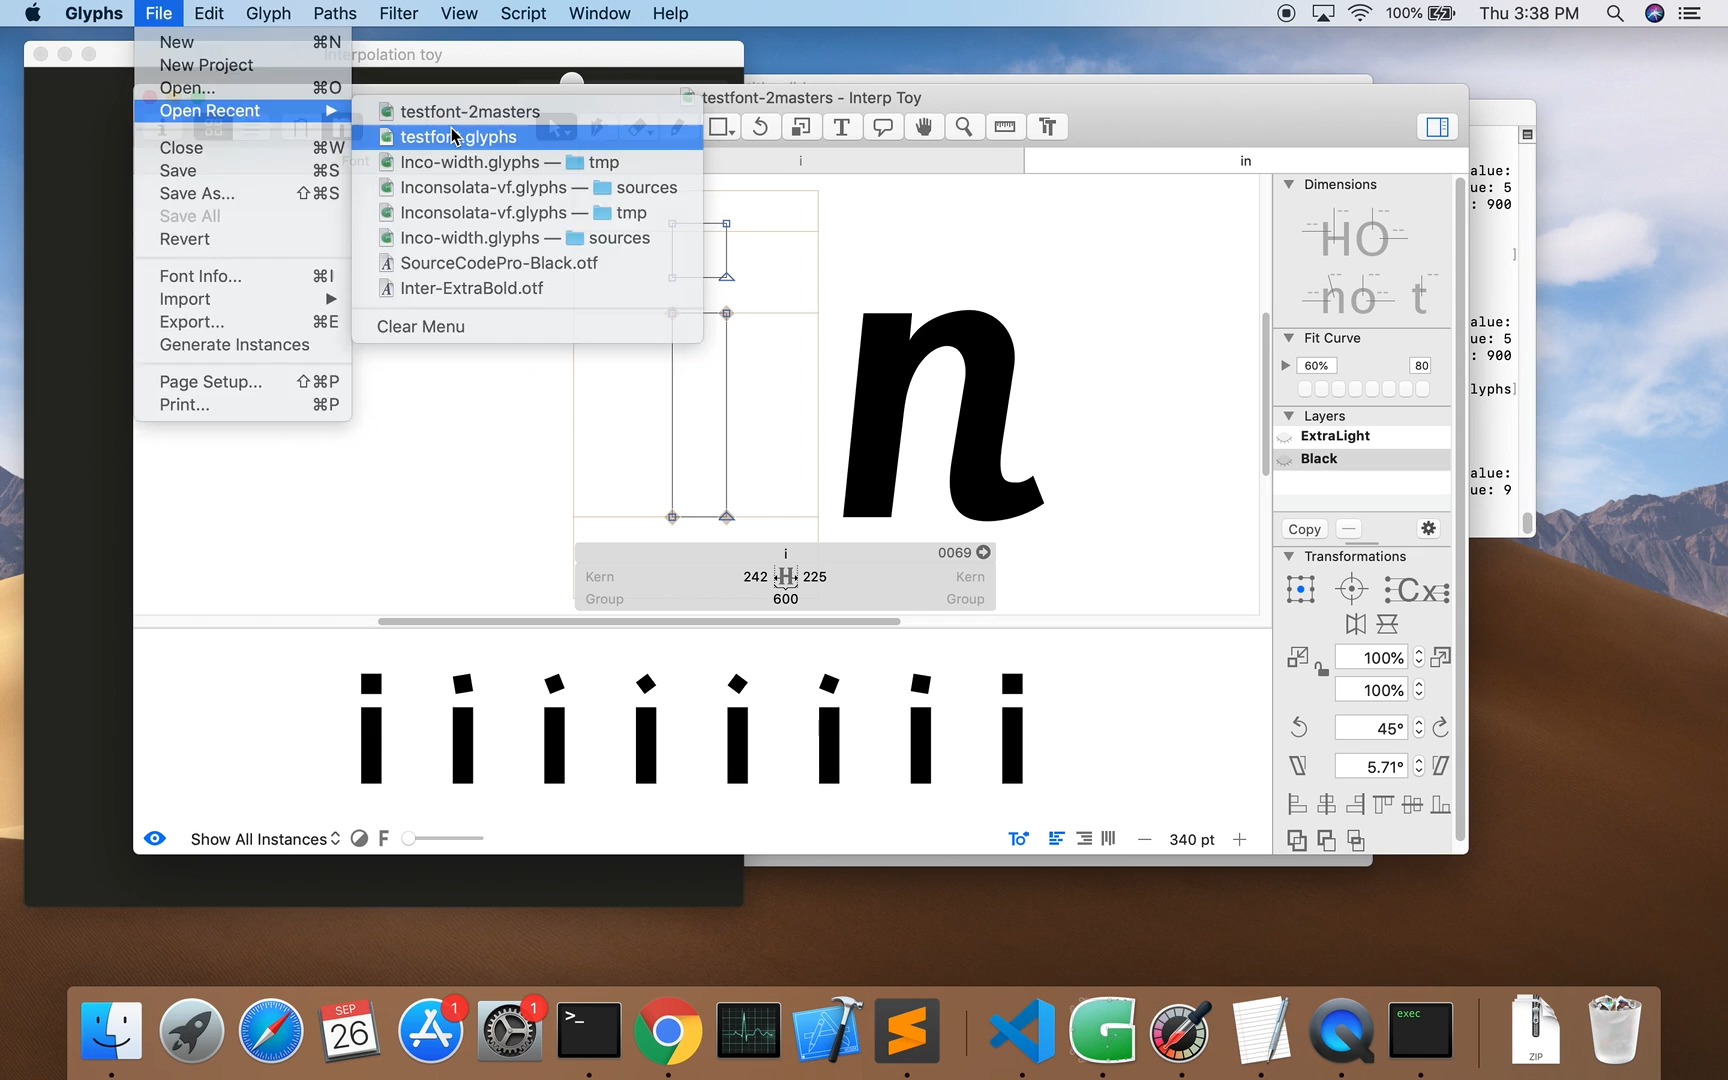 Glyphs File Edit Glyph Paths Filter View Script Window Help 100% Thu 3:38 PM
New ⌘N
New Project
Open... ⌘O
Open Recent ▶
Close ⌘W
Save ⌘S
Save As... ⇧⌘S
Save All
Revert
Font Info... ⌘I
Import ▶
Export... ⌘E
Generate Instances
Page Setup... ⇧⌘P
Print... ⌘P
testfont-2masters
testfont.glyphs
Inco-width.glyphs — tmp
Inconsolata-vf.glyphs — sources
Inconsolata-vf.glyphs — tmp
Inco-width.glyphs — sources
SourceCodePro-Black.otf
Inter-ExtraBold.otf
Clear Menu
testfont-2masters - Interp Toy
T
i in
n
i 0069
Kern 242 H 225 Kern
Group 600 Group
i i i i i i i i
Show All Instances F 340 pt
Dimensions
HO
no t
Fit Curve
60% 80
Layers
ExtraLight
Black
Copy
Transformations
Cx
100%
100%
45°
5.71°
alue:
ue: 5
: 900
]
alue:
ue: 5
: 900
lyphs]
alue:
ue: 9
SEP
26
1
1
>_
exec
ZIP